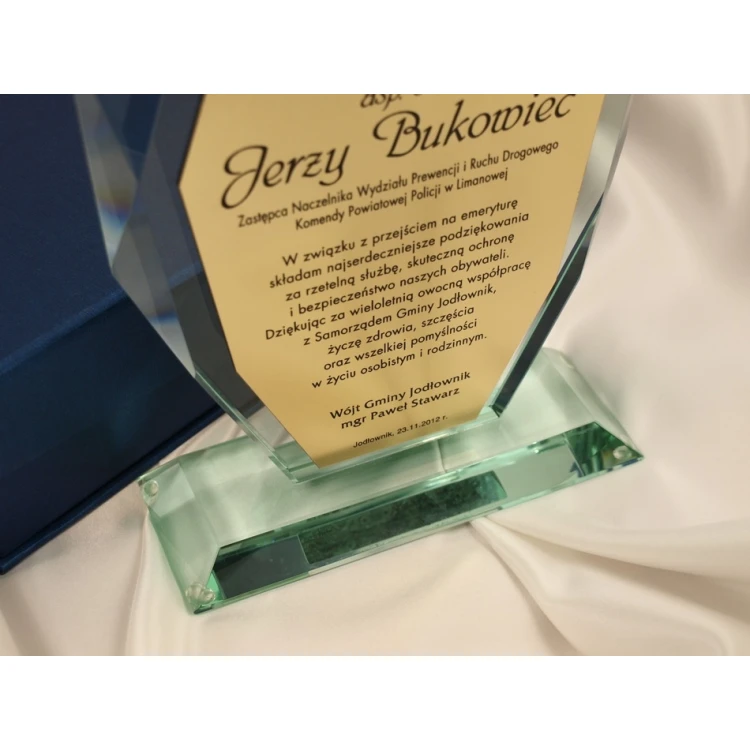 asp.
Jerzy Bukowiec
Zastępca Naczelnika Wydziału Prewencji i Ruchu Drogowego
Komendy Powiatowej Policji w Limanowej
W związku z przejściem na emeryturę
składam najserdeczniejsze podziękowania
za rzetelną służbę, skuteczną ochronę
i bezpieczeństwo naszych obywateli.
Dziękując za wieloletnią owocną współpracę
z Samorządem Gminy Jodłownik,
życzę zdrowia, szczęścia
oraz wszelkiej pomyślności
w życiu osobistym i rodzinnym.
Wójt Gminy Jodłownik
mgr Paweł Stawarz
Jodłownik, 23.11.2012 r.